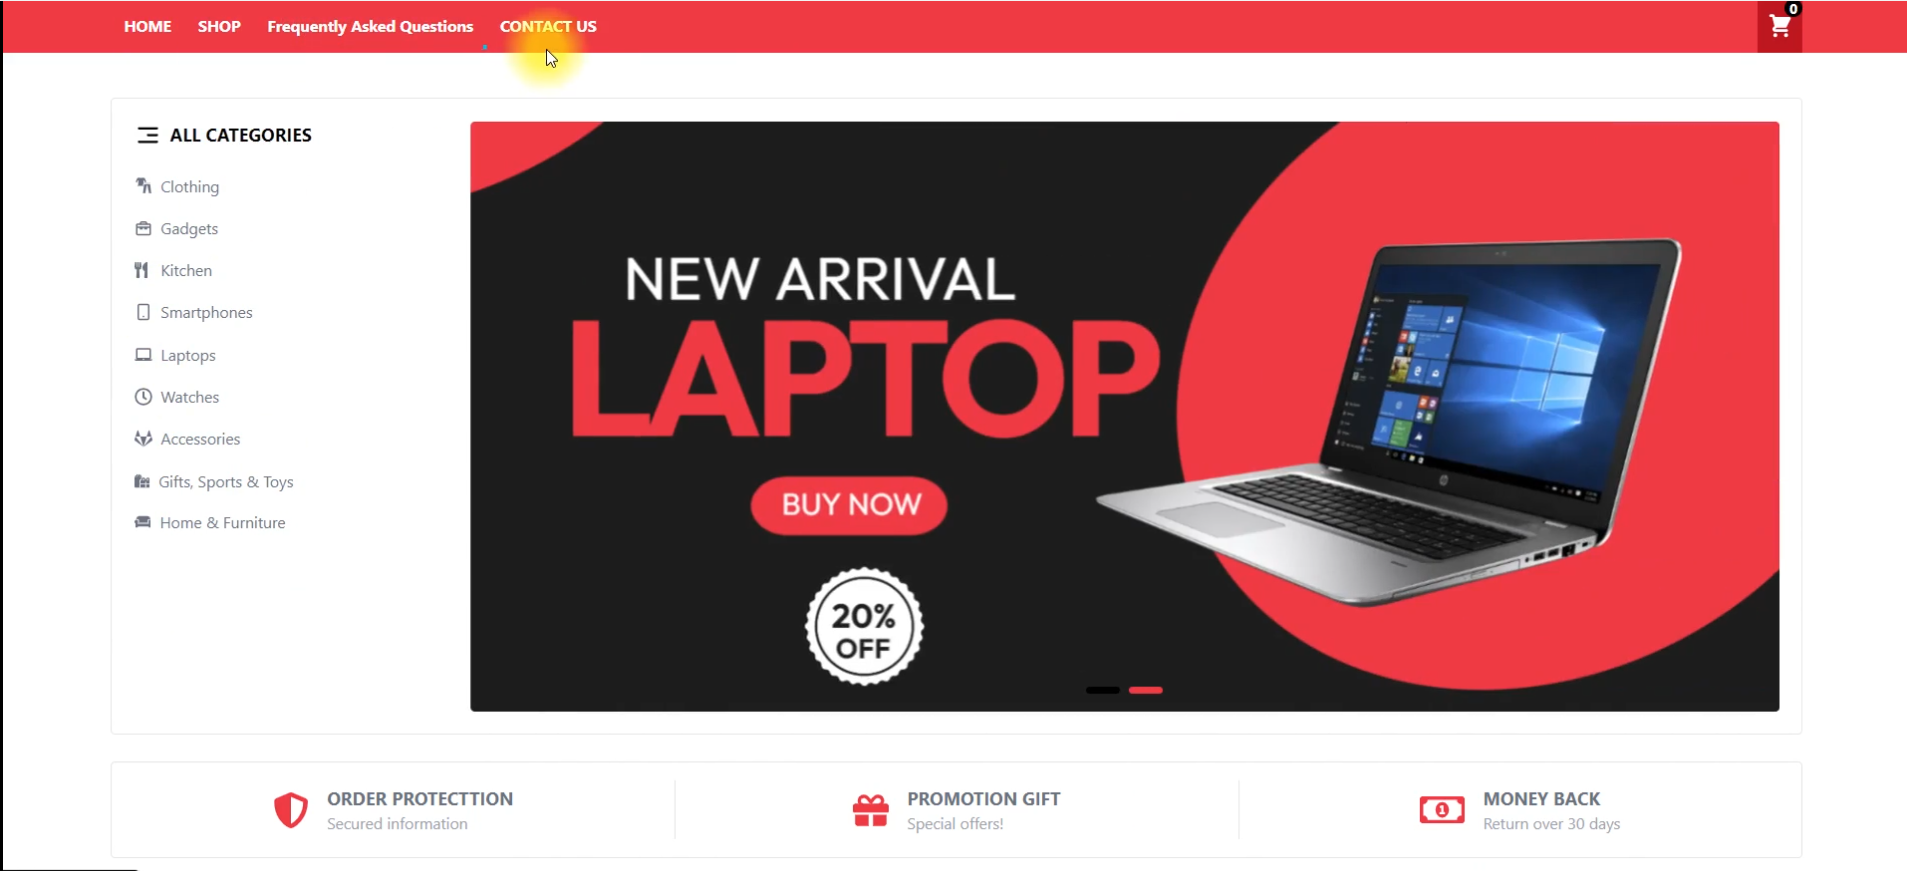 HOME SHOP Frequently Asked Questions CONTACT US
0
ALL CATEGORIES
Clothing
Gadgets
Kitchen
Smartphones
Laptops
Watches
Accessories
Gifts, Sports & Toys
Home & Furniture
NEW ARRIVAL
LAPTOP
BUY NOW
20%
OFF
ORDER PROTECTTION
Secured information
PROMOTION GIFT
Special offers!
1
MONEY BACK
Return over 30 days